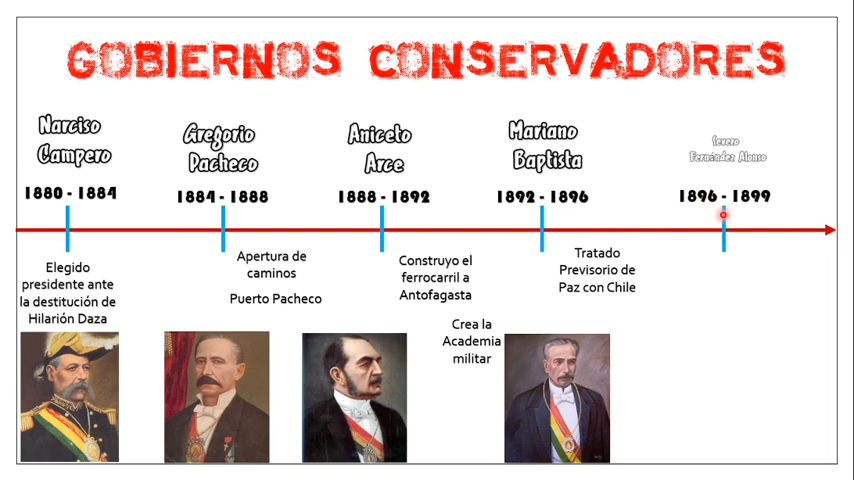 GOBIERNOS CONSERVADORES
Narciso
Campero
1880 - 1884
Gregorio
Pacheco
1884 - 1888
Aniceto
Arce
1888 - 1892
Mariano
Baptista
1892 - 1896
Severo
Fernández Alonso
1896 - 1899
Elegido
presidente ante
la destitución de
Hilarión Daza
Apertura de
caminos
Puerto Pacheco
Construyo el
ferrocarril a
Antofagasta
Crea la
Academia
militar
Tratado
Previsorio de
Paz con Chile